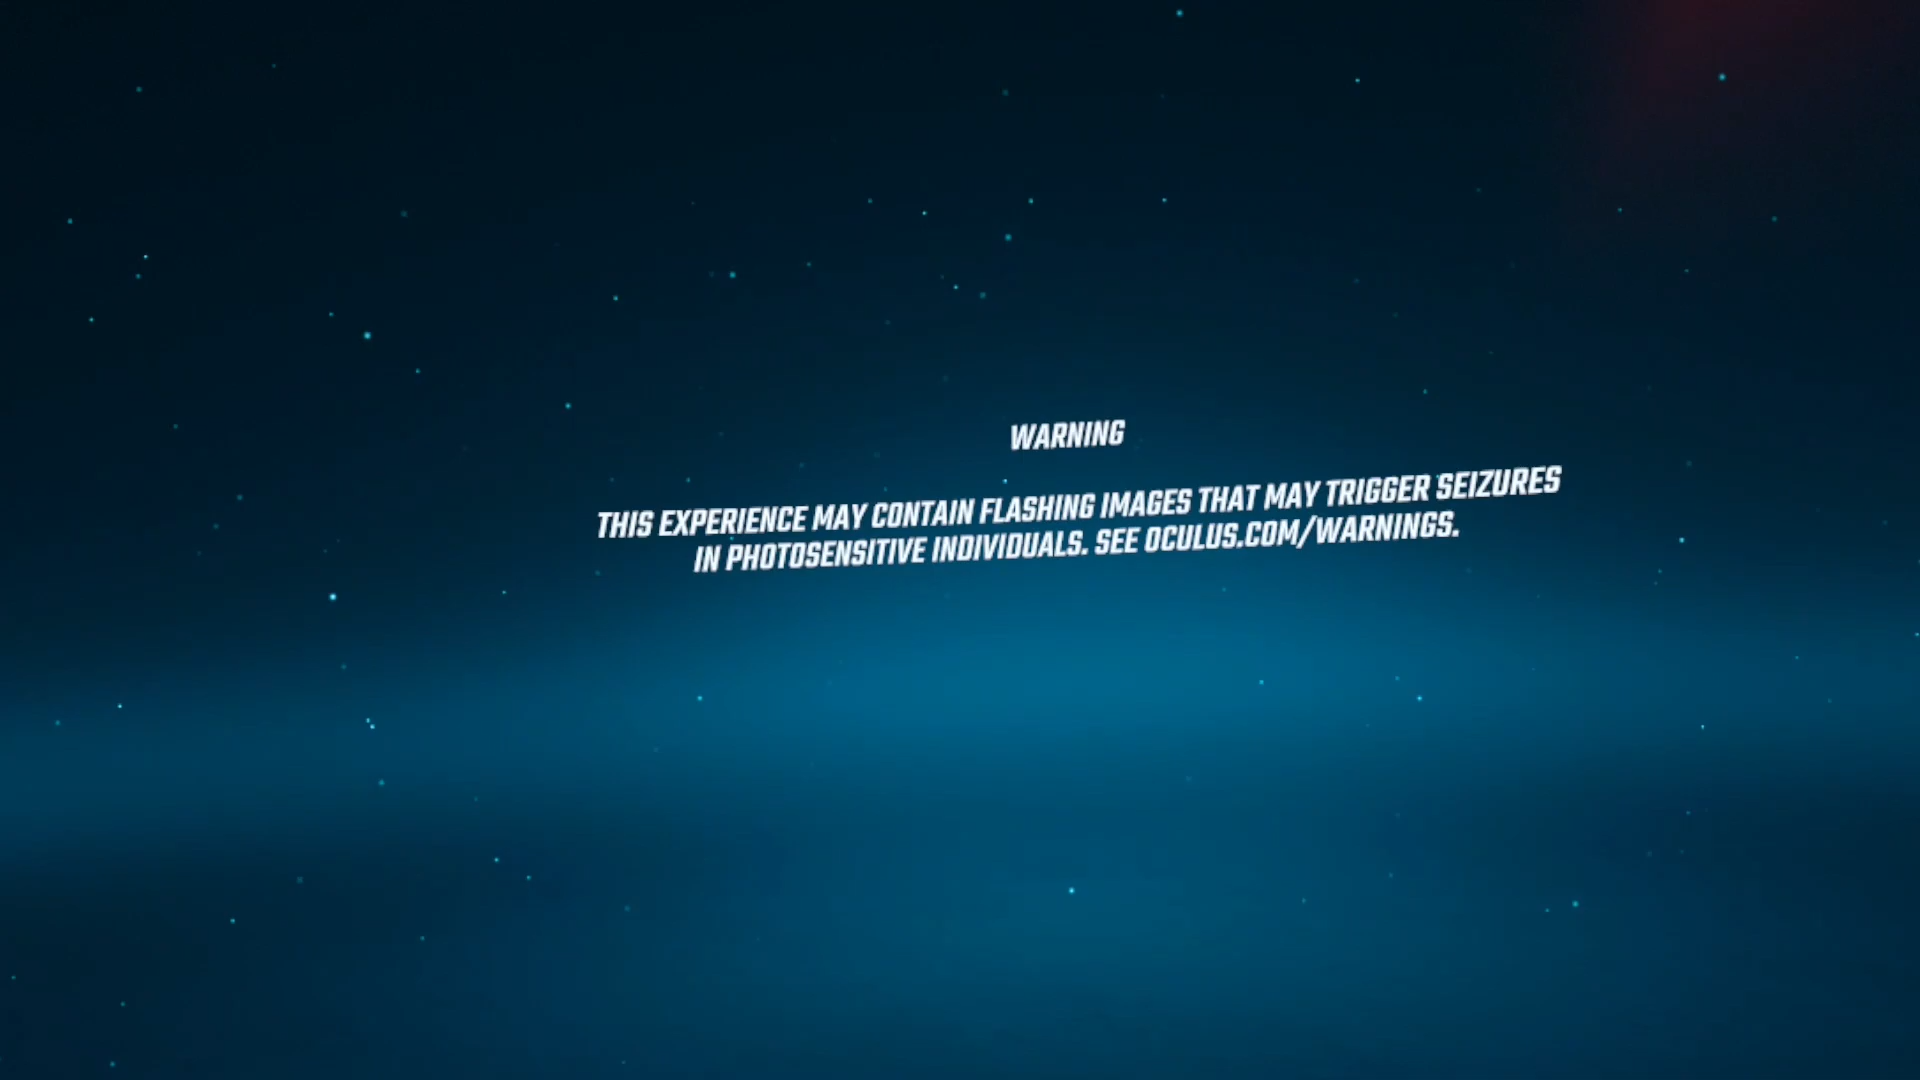 WARNING
THIS EXPERIENCE MAY CONTAIN FLASHING IMAGES THAT MAY TRIGGER SEIZURES
IN PHOTOSENSITIVE INDIVIDUALS. SEE OCULUS.COM/WARNINGS.